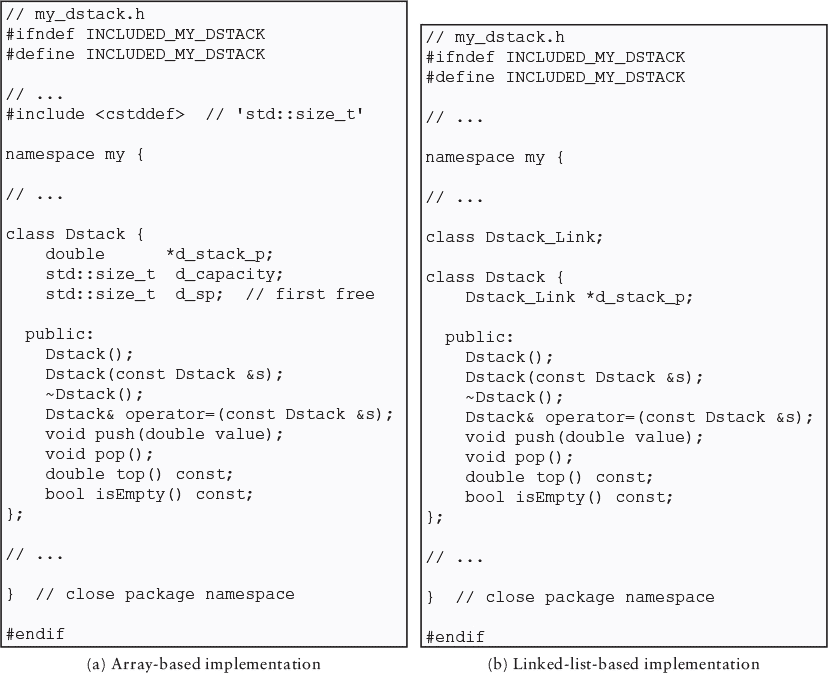 // my_dstack.h
#ifndef INCLUDED_MY_DSTACK
#define INCLUDED_MY_DSTACK
// ...
#include <cstddef>  // 'std::size_t'
namespace my {
// ...
class Dstack {
    double      *d_stack_p;
    std::size_t  d_capacity;
    std::size_t  d_sp;  // first free
  public:
    Dstack();
    Dstack(const Dstack &s);
    ~Dstack();
    Dstack& operator=(const Dstack &s);
    void push(double value);
    void pop();
    double top() const;
    bool isEmpty() const;
};
// ...
}  // close package namespace
#endif
(a) Array-based implementation
// my_dstack.h
#ifndef INCLUDED_MY_DSTACK
#define INCLUDED_MY_DSTACK
// ...
namespace my {
// ...
class Dstack_Link;
class Dstack {
    Dstack_Link *d_stack_p;
  public:
    Dstack();
    Dstack(const Dstack &s);
    ~Dstack();
    Dstack& operator=(const Dstack &s);
    void push(double value);
    void pop();
    double top() const;
    bool isEmpty() const;
};
// ...
}  // close package namespace
#endif
(b) Linked-list-based implementation